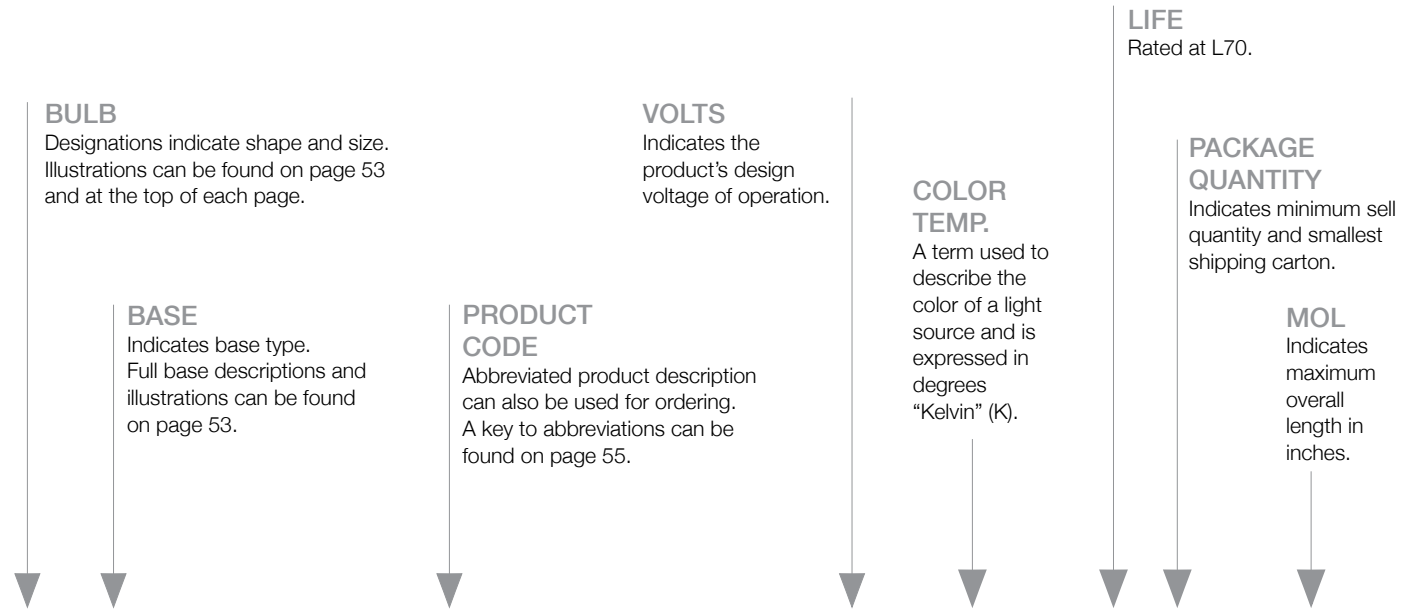 LIFE
Rated at L70.
BULB
Designations indicate shape and size.
Illustrations can be found on page 53
and at the top of each page.
VOLTS
Indicates the
product’s design
voltage of operation.
PACKAGE
QUANTITY
Indicates minimum sell
quantity and smallest
shipping carton.
COLOR
TEMP.
A term used to
describe the
color of a light
source and is
expressed in
degrees
“Kelvin” (K).
BASE
Indicates base type.
Full base descriptions and
illustrations can be found
on page 53.
PRODUCT
CODE
Abbreviated product description
can also be used for ordering.
A key to abbreviations can be
found on page 55.
MOL
Indicates
maximum
overall
length in
inches.